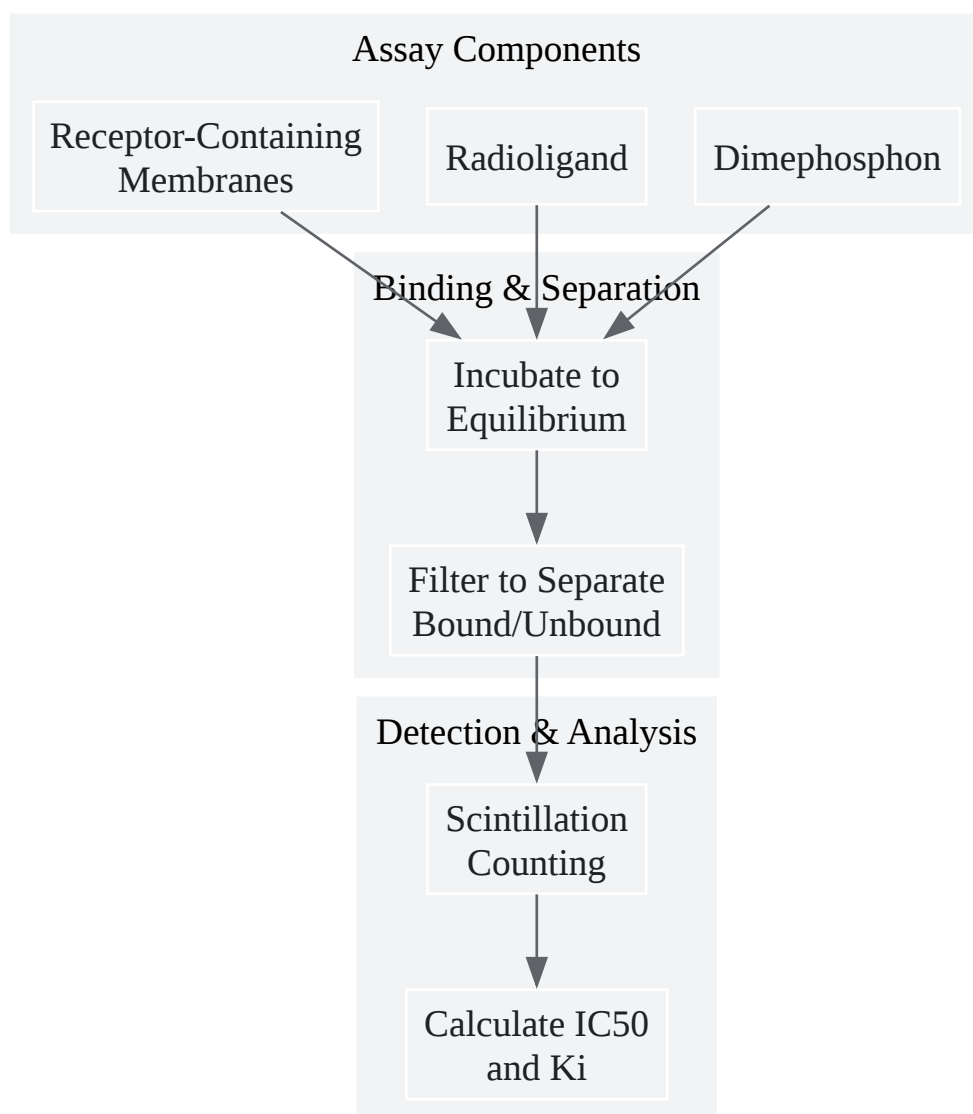 Assay Components
Receptor-Containing
Membranes
Radioligand
Dimephosphon
Binding & Separation
Incubate to
Equilibrium
Filter to Separate
Bound/Unbound
Detection & Analysis
Scintillation
Counting
Calculate IC50
and Ki